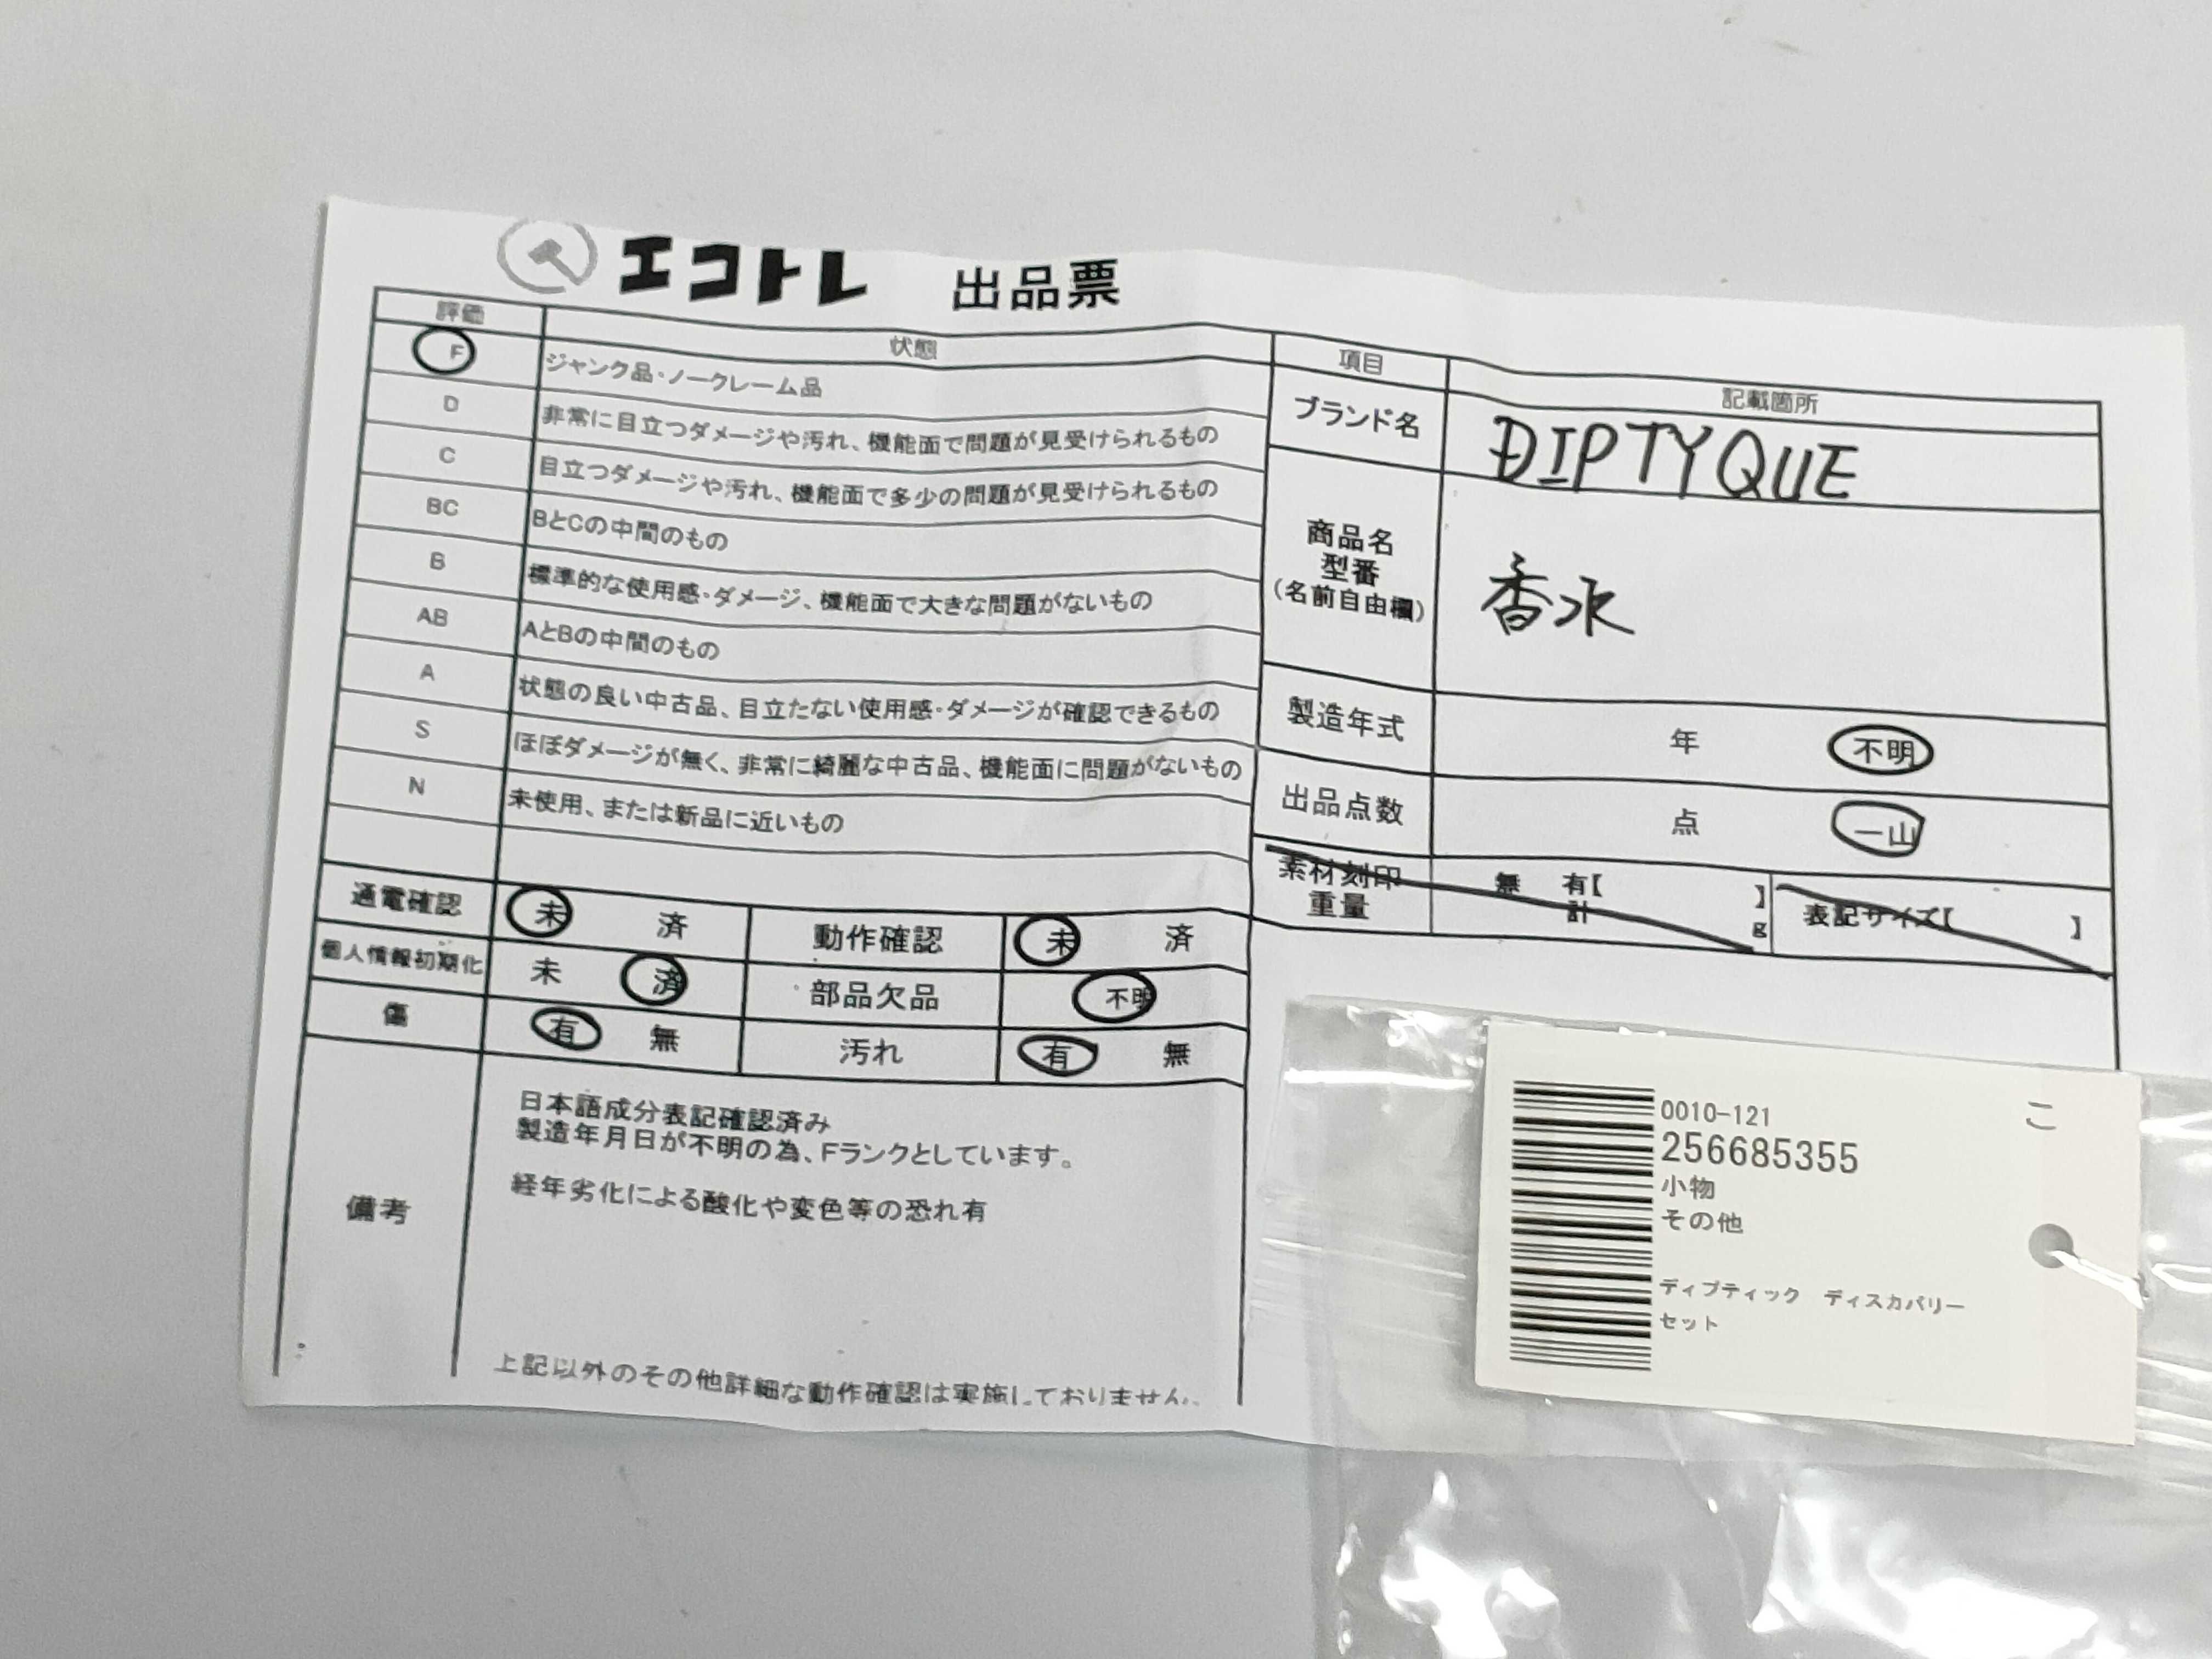 エコトレ 出品票
評価 状態
F ジャンク品・ノークレーム品
D 非常に目立つダメージや汚れ、機能面で問題が見受けられるもの
C 目立つダメージや汚れ、機能面で多少の問題が見受けられるもの
BC BとCの中間のもの
B 標準的な使用感・ダメージ、機能面で大きな問題がないもの
AB AとBの中間のもの
A 状態の良い中古品、目立たない使用感・ダメージが確認できるもの
S ほぼダメージが無く、非常に綺麗な中古品、機能面に問題がないもの
N 未使用、または新品に近いもの
通電確認 未 済 動作確認 未 済
個人情報初期化 未 済 部品欠品 不明
傷 有 無 汚れ 有 無
備考
日本語成分表記確認済み
製造年月日が不明の為、Fランクとしています。
経年劣化による酸化や変色等の恐れ有
上記以外のその他詳細な動作確認は実施しておりません。
項目 記載箇所
ブランド名 DIPTYQUE
商品名
型番
(名前自由欄)
香水
製造年式 年 不明
出品点数 点 一山
素材刻印 無 有【 】
重量 計 g
表記サイズ【 】
0010-121
256685355
こ
小物
その他
ディプティック ディスカバリー
セット